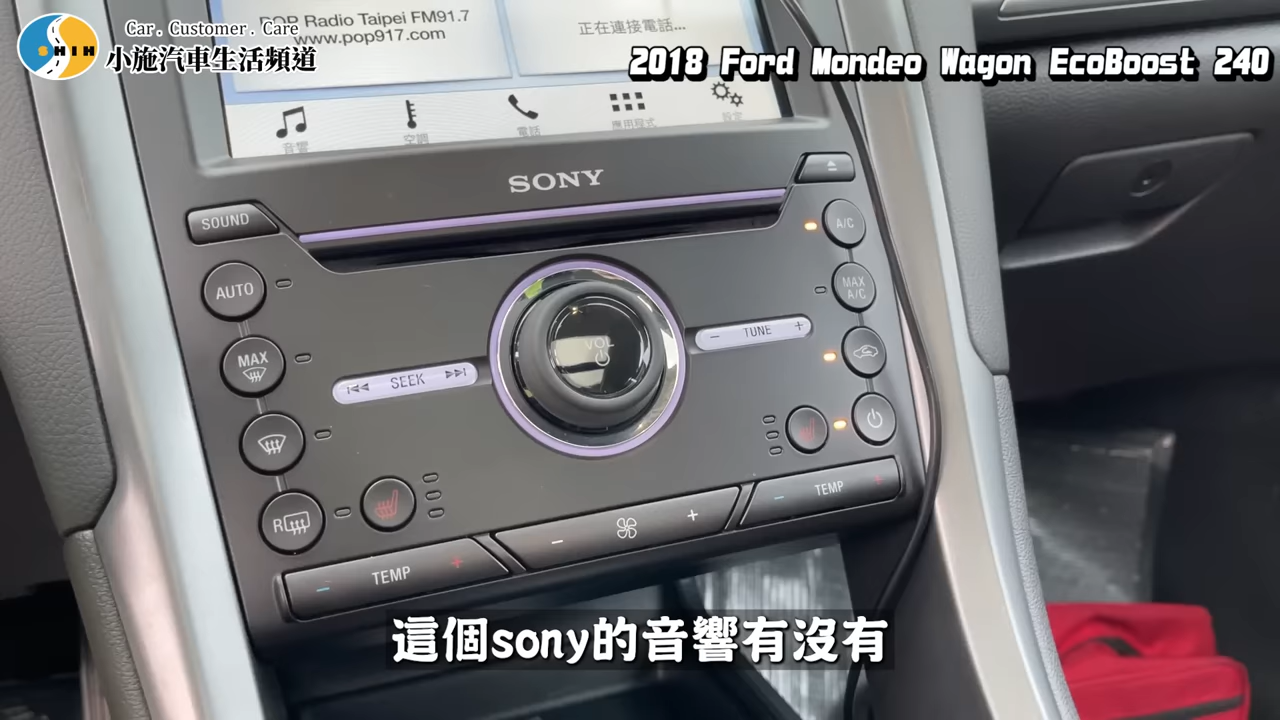 Car. Customer. Care
SHIH
小施汽車生活頻道
2018 Ford Mondeo Wagon EcoBoost 240
POP Radio Taipei FM91.7
www.pop917.com
正在連接電話...
音響
空調
電話
應用程式
設定
SONY
SOUND
A/C
AUTO
MAX
A/C
MAX
VOL
TUNE
SEEK
R
TEMP
TEMP
這個sony的音響有沒有